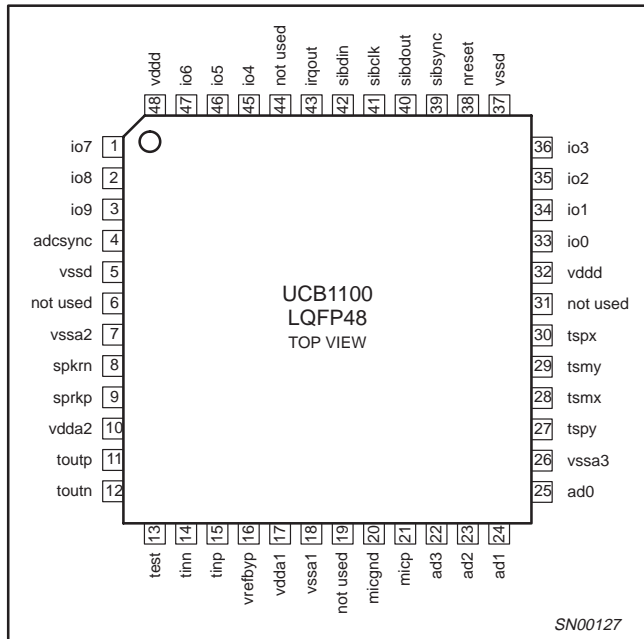 vddd
io6
io5
io4
not used
irqout
sibdin
sibclk
sibdout
sibsync
nreset
vssd
48 47 46 45 44 43 42 41 40 39 38 37
io7 1
io8 2
io9 3
adcsync 4
vssd 5
not used 6
vssa2 7
spkrn 8
sprkp 9
vdda2 10
toutp 11
toutn 12
UCB1100
LQFP48
TOP VIEW
36 io3
35 io2
34 io1
33 io0
32 vddd
31 not used
30 tspx
29 tsmy
28 tsmx
27 tspy
26 vssa3
25 ad0
13 14 15 16 17 18 19 20 21 22 23 24
test
tinn
tinp
vrefbyp
vdda1
vssa1
not used
micgnd
micp
ad3
ad2
ad1
SN00127